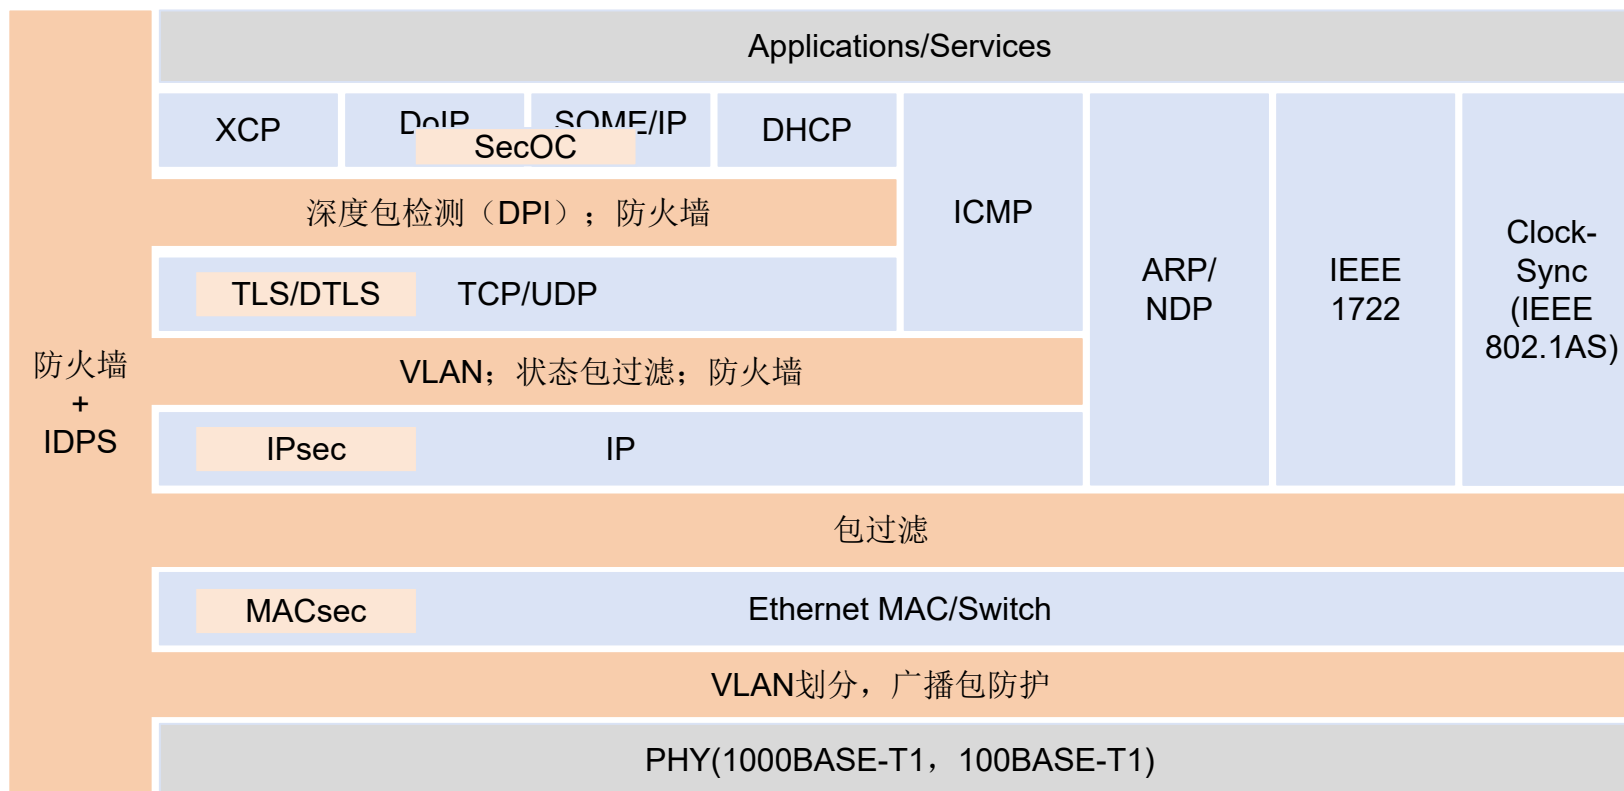 Applications/Services
XCP
DoIP
SOME/IP
DHCP
SecOC
深度包检测（DPI）；防火墙
ICMP
TLS/DTLS
TCP/UDP
ARP/
NDP
IEEE
1722
Clock-
Sync
(IEEE
802.1AS)
防火墙
+
IDPS
VLAN；状态包过滤；防火墙
IPsec
IP
包过滤
MACsec
Ethernet MAC/Switch
VLAN划分，广播包防护
PHY(1000BASE-T1，100BASE-T1)